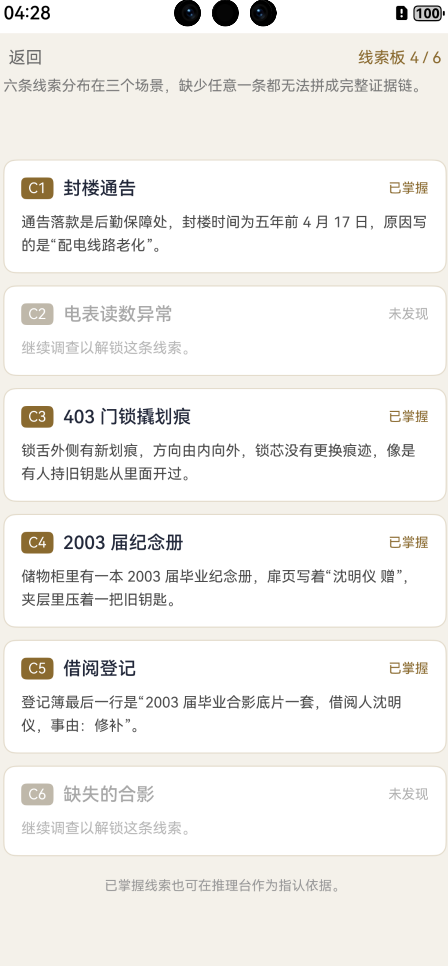 04:28
100
返回
线索板 4 / 6
六条线索分布在三个场景，缺少任意一条都无法拼成完整证据链。
C1 封楼通告 已掌握
通告落款是后勤保障处，封楼时间为五年前 4 月 17 日，原因写
的是“配电线路老化”。
C2 电表读数异常 未发现
继续调查以解锁这条线索。
C3 403 门锁撬划痕 已掌握
锁舌外侧有新划痕，方向由内向外，锁芯没有更换痕迹，像是
有人持旧钥匙从里面开过。
C4 2003 届纪念册 已掌握
储物柜里有一本 2003 届毕业纪念册，扉页写着“沈明仪 赠”，
夹层里压着一把旧钥匙。
C5 借阅登记 已掌握
登记簿最后一行是“2003 届毕业合影底片一套，借阅人沈明
仪，事由：修补”。
C6 缺失的合影 未发现
继续调查以解锁这条线索。
已掌握线索也可在推理台作为指认依据。